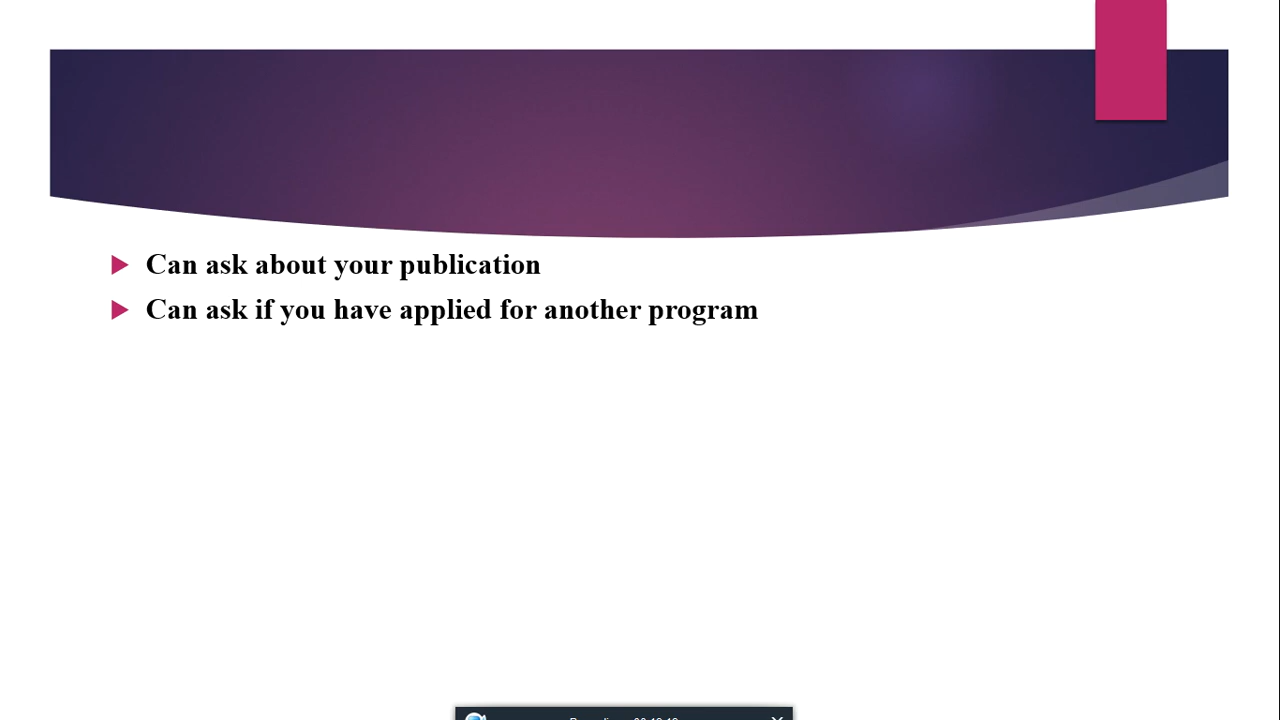 Can ask about your publication
Can ask if you have applied for another program